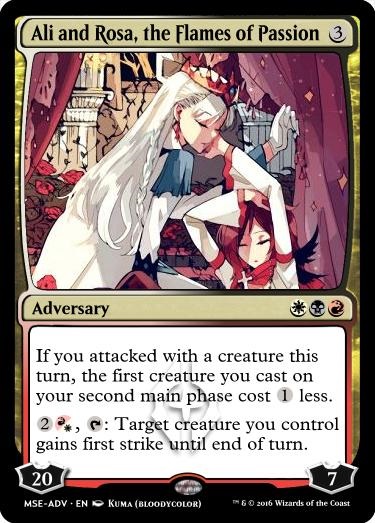 Ali and Rosa, the Flames of Passion 3
Adversary
If you attacked with a creature this
turn, the first creature you cast on
your second main phase cost 1 less.
2 , : Target creature you control
gains first strike until end of turn.
20
7
MSE-ADV • EN KUMA (BLOODYCOLOR)
™ & © 2016 Wizards of the Coast